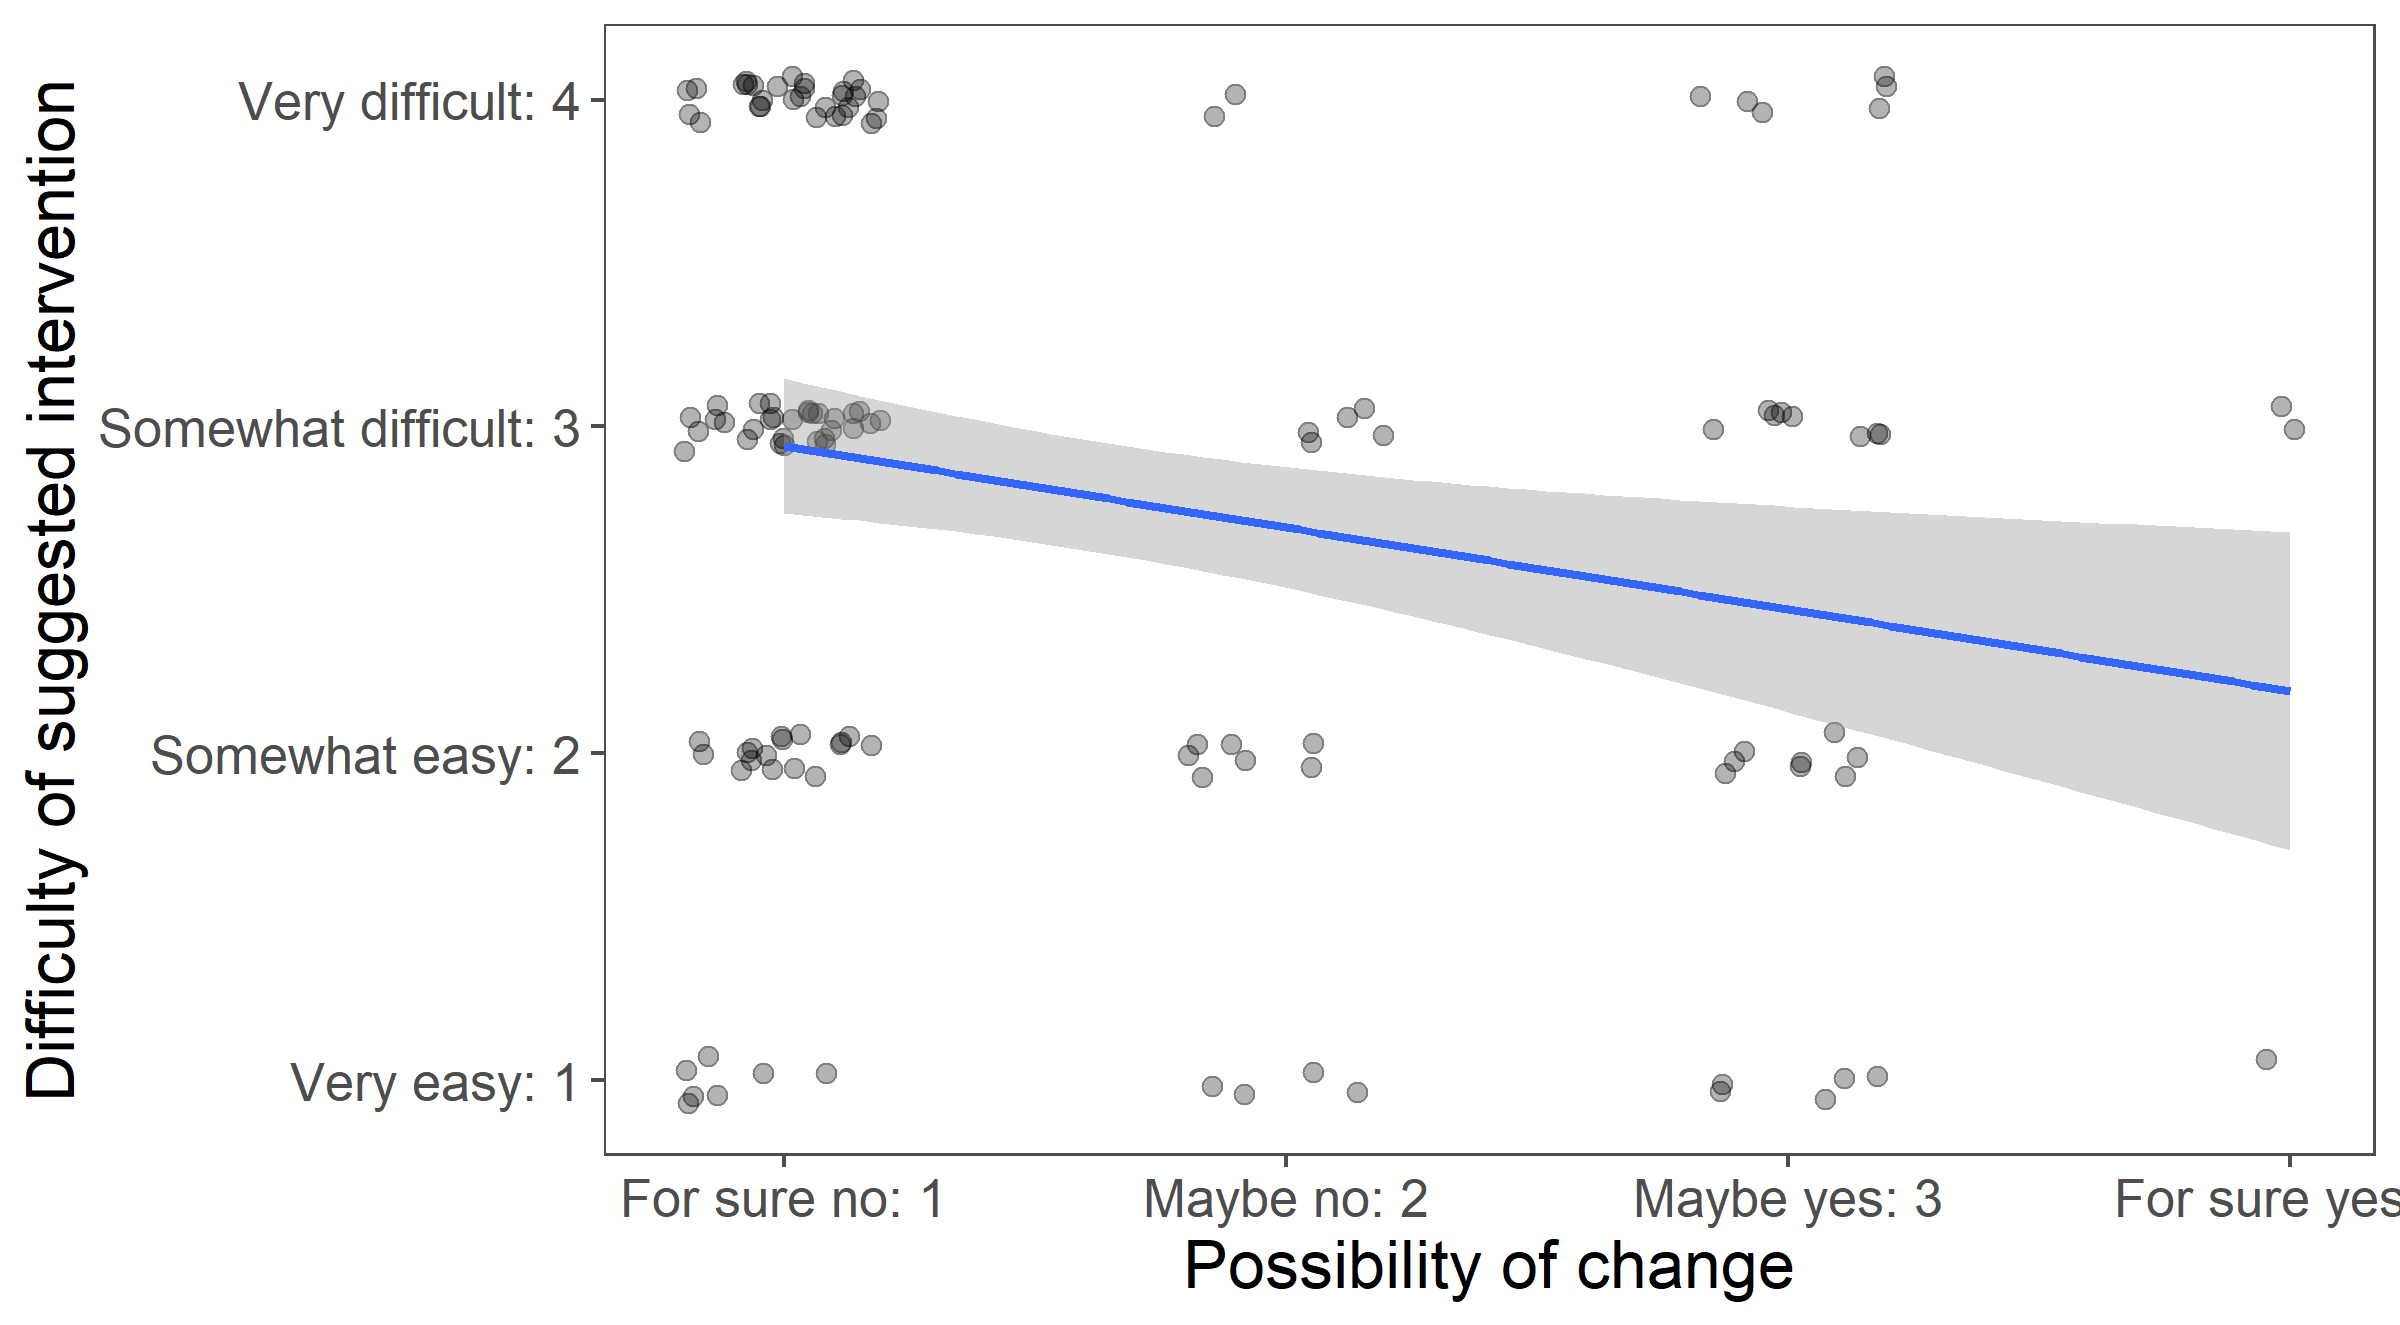 Difficulty of suggested intervention
Very difficult: 4
Somewhat difficult: 3
Somewhat easy: 2
Very easy: 1
For sure no: 1
Maybe no: 2
Maybe yes: 3
For sure yes
Possibility of change